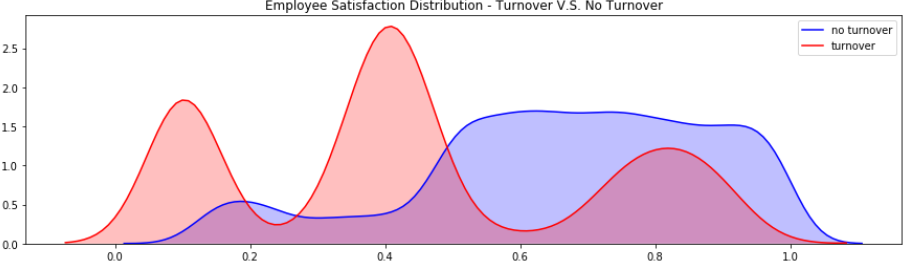 Employee Satisfaction Distribution - Turnover V.S. No Turnover
no turnover
turnover
2.5
2.0
1.5
1.0
0.5
0.0
0.0 0.2 0.4 0.6 0.8 1.0